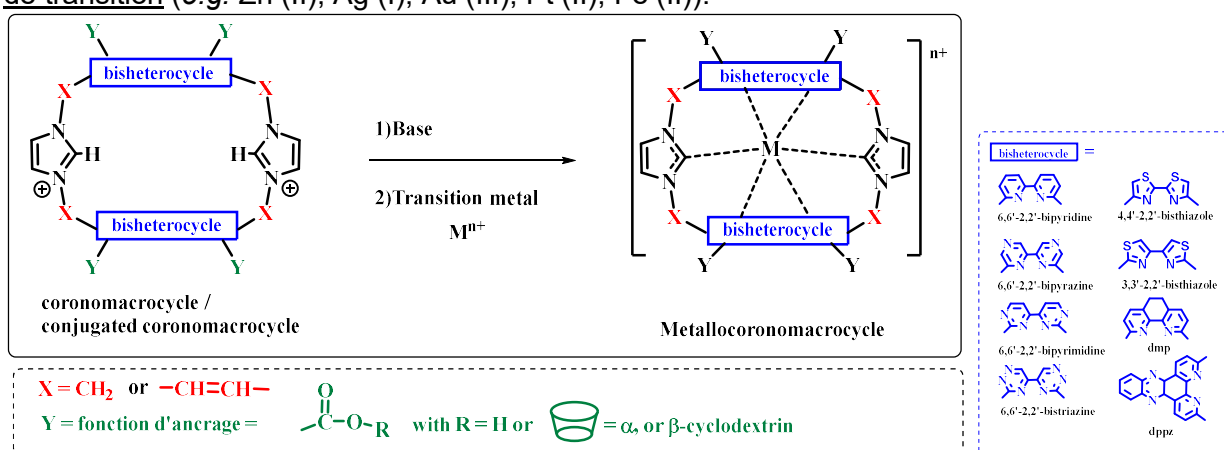 de transition (e.g. Zn (II), Ag (I), Au (III), Pt (II), Fe (II)).
Y Y
bisheterocycle
X X
N N
H H
N N
⊕ ⊕
X X
bisheterocycle
Y Y
coronomacrocycle /
conjugated coronomacrocycle
1)Base
2)Transition metal
Mn+
Y Y
n+
bisheterocycle
X X
N N
M
N N
X X
bisheterocycle
Y Y
Metallocoronomacrocycle
X = CH2 or —CH=CH—
Y = fonction d'ancrage = C O O R with R = H or = α, or β-cyclodextrin
bisheterocycle =
N N
6,6'-2,2'-bipyridine
S S
N N
4,4'-2,2'-bisthiazole
N N
N N
6,6'-2,2'-bipyrazine
S S
N N
3,3'-2,2'-bisthiazole
N N
N N
6,6'-2,2'-bipyrimidine
N N
dmp
N N
N N
N N
6,6'-2,2'-bistriazine
N N
N N
dppz